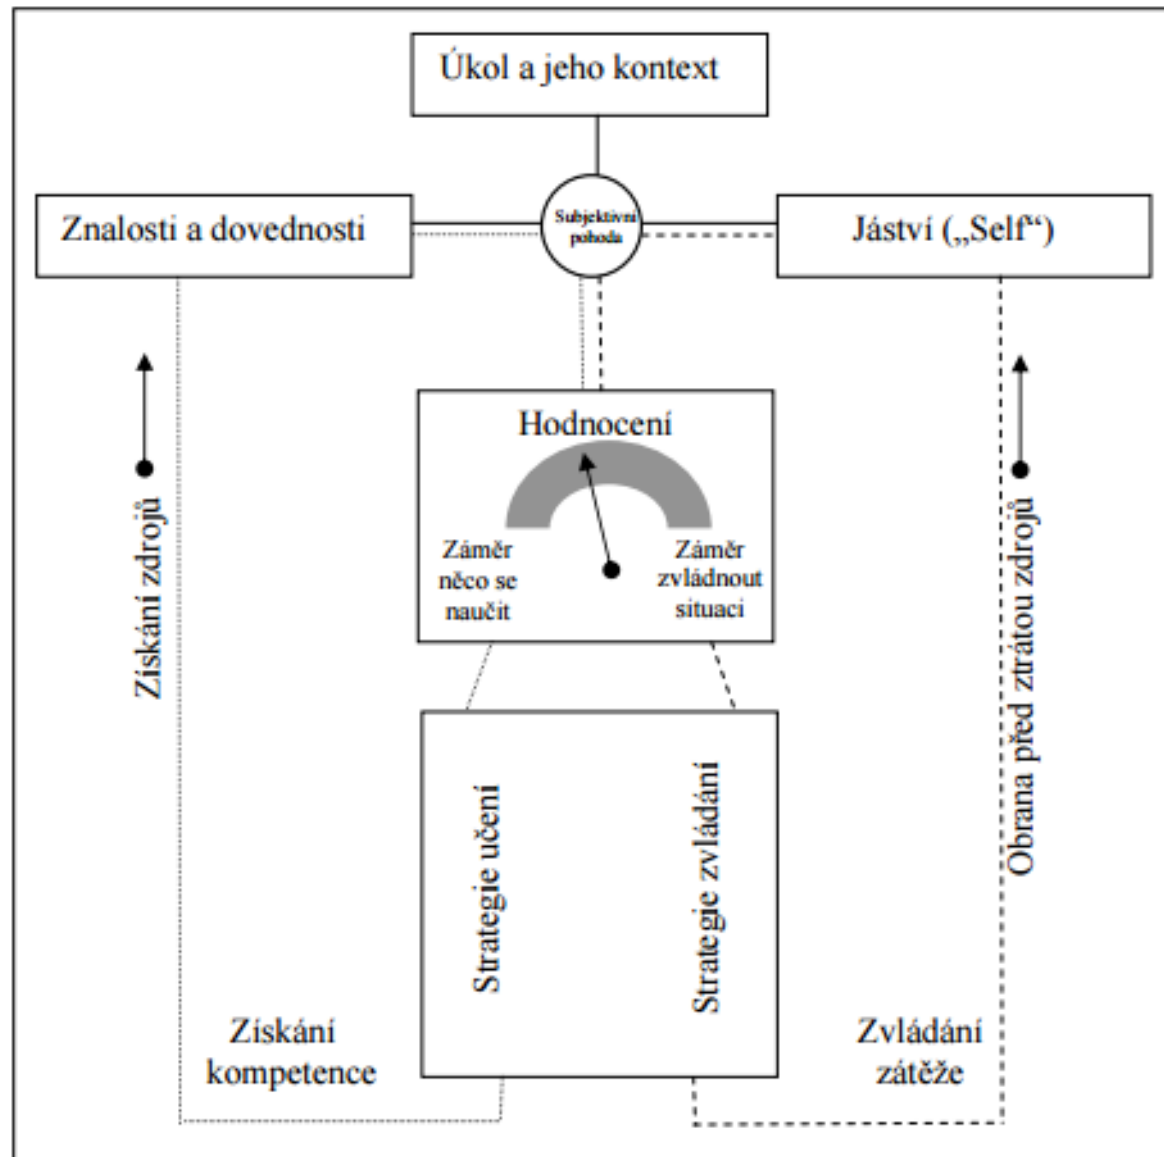 Úkol a jeho kontext
Znalosti a dovednosti
Subjektivní
pohoda
Jáství („Self“)
Hodnocení
Záměr
něco se
naučit
Záměr
zvládnout
situaci
Získání zdrojů
Obrana před ztrátou zdrojů
Strategie učení
Strategie zvládání
Získání
kompetence
Zvládání
zátěže